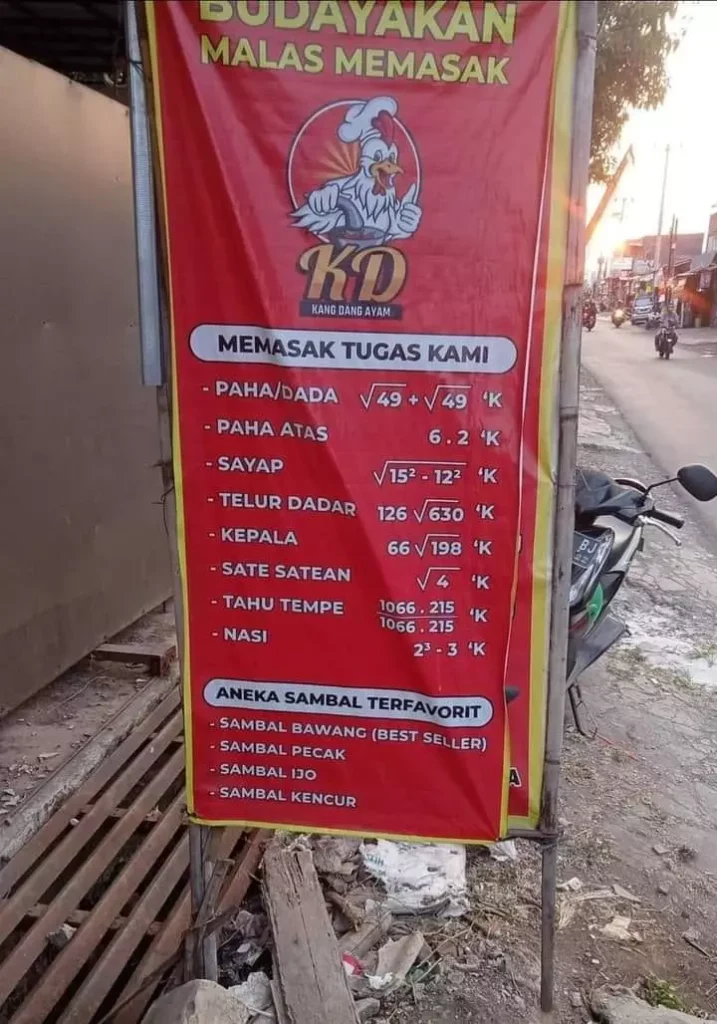 BUDAYAKAN
MALAS MEMASAK
KD
KANG DANG AYAM
MEMASAK TUGAS KAMI
- PAHA/DADA √49 + √49 ‘K
- PAHA ATAS 6 . 2 ‘K
- SAYAP √15² - 12² ‘K
- TELUR DADAR 126 √630 ‘K
- KEPALA 66 √198 ‘K
- SATE SATEAN √4 ‘K
- TAHU TEMPE 1066 . 215 / 1066 . 215 ‘K
- NASI 2³ - 3 ‘K
ANEKA SAMBAL TERFAVORIT
- SAMBAL BAWANG (BEST SELLER)
- SAMBAL PECAK
- SAMBAL IJO
- SAMBAL KENCUR
A
BJ